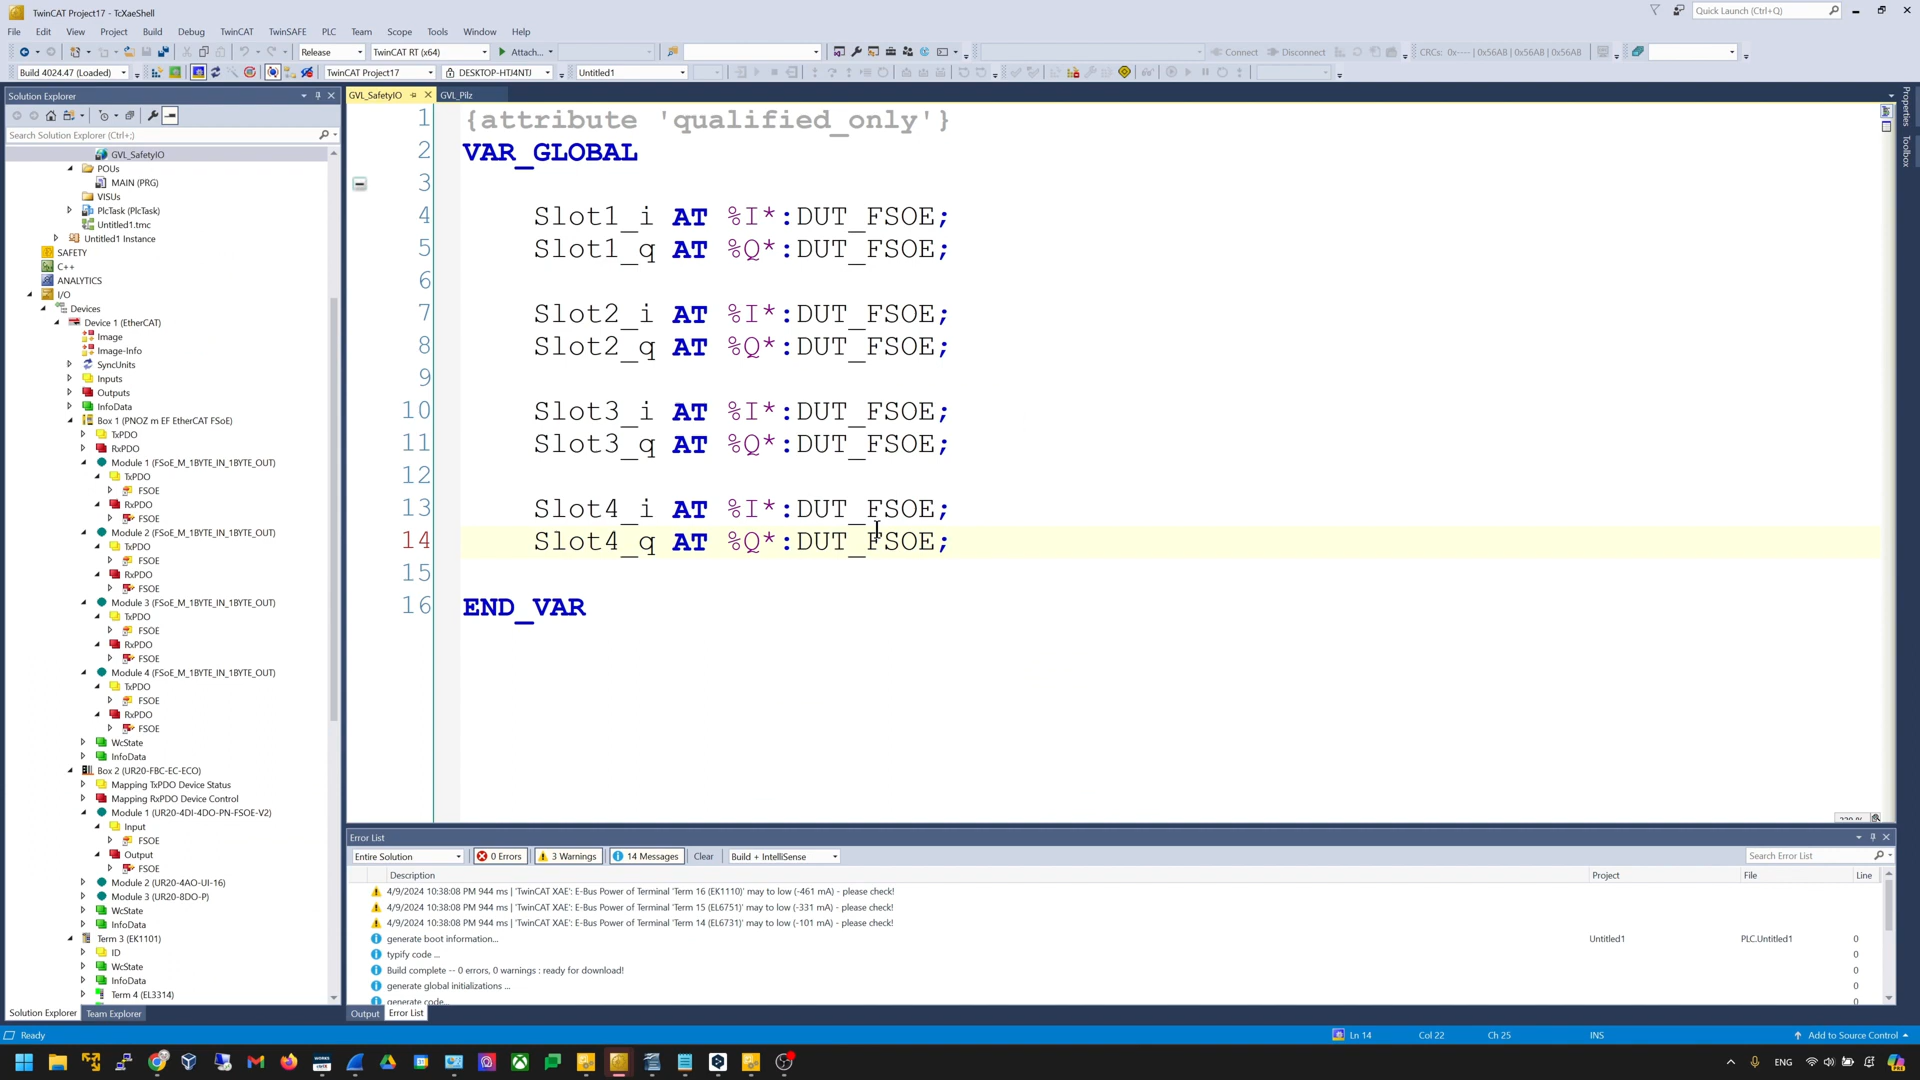 TwinCAT Project17 - TcXaeShell
Quick Launch (Ctrl+Q)
File Edit View Project Build Debug TwinCAT TwinSAFE PLC Team Scope Tools Window Help
Release TwinCAT RT (x64) Attach... Connect Disconnect CRCs: 0x---- | 0x56AB | 0x56AB | 0x56AB
Build 4024.47 (Loaded) TwinCAT Project17 DESKTOP-HTJ4NTJ Untitled1
Solution Explorer
Search Solution Explorer (Ctrl+;)
GVL_SafetyIO
POUs
MAIN (PRG)
VISUs
PlcTask (PlcTask)
Untitled1.tmc
Untitled1 Instance
SAFETY
C++
ANALYTICS
I/O
Devices
Device 1 (EtherCAT)
Image
Image-Info
SyncUnits
Inputs
Outputs
InfoData
Box 1 (PNOZ m EF EtherCAT FSoE)
TxPDO
RxPDO
Module 1 (FSoE_M_1BYTE_IN_1BYTE_OUT)
TxPDO
FSOE
RxPDO
FSOE
Module 2 (FSoE_M_1BYTE_IN_1BYTE_OUT)
TxPDO
FSOE
RxPDO
FSOE
Module 3 (FSoE_M_1BYTE_IN_1BYTE_OUT)
TxPDO
FSOE
RxPDO
FSOE
Module 4 (FSoE_M_1BYTE_IN_1BYTE_OUT)
TxPDO
FSOE
RxPDO
FSOE
WcState
InfoData
Box 2 (UR20-FBC-EC-ECO)
Mapping TxPDO Device Status
Mapping RxPDO Device Control
Module 1 (UR20-4DI-4DO-PN-FSOE-V2)
Input
FSOE
Output
FSOE
Module 2 (UR20-4AO-UI-16)
Module 3 (UR20-8DO-P)
WcState
InfoData
Term 3 (EK1101)
ID
WcState
InfoData
Term 4 (EL3314)
Solution Explorer Team Explorer
GVL_SafetyIO GVL_Pilz
1 {attribute 'qualified_only'}
2 VAR_GLOBAL
3
4 Slot1_i AT %I*:DUT_FSOE;
5 Slot1_q AT %Q*:DUT_FSOE;
6
7 Slot2_i AT %I*:DUT_FSOE;
8 Slot2_q AT %Q*:DUT_FSOE;
9
10 Slot3_i AT %I*:DUT_FSOE;
11 Slot3_q AT %Q*:DUT_FSOE;
12
13 Slot4_i AT %I*:DUT_FSOE;
14 Slot4_q AT %Q*:DUT_FSOE;
15
16 END_VAR
Properties
Toolbox
Error List
Entire Solution 0 Errors 3 Warnings 14 Messages Clear Build + IntelliSense Search Error List
Description Project File Line
4/9/2024 10:38:08 PM 944 ms | 'TwinCAT XAE': E-Bus Power of Terminal 'Term 16 (EK1110)' may to low (-461 mA) - please check!
4/9/2024 10:38:08 PM 944 ms | 'TwinCAT XAE': E-Bus Power of Terminal 'Term 15 (EL6751)' may to low (-331 mA) - please check!
4/9/2024 10:38:08 PM 944 ms | 'TwinCAT XAE': E-Bus Power of Terminal 'Term 14 (EL6731)' may to low (-101 mA) - please check!
generate boot information... Untitled1 PLC.Untitled1 0
typify code ... 0
Build complete -- 0 errors, 0 warnings : ready for download! 0
generate global initializations ... 0
generate code... 0
Output Error List
Ready Ln 14 Col 22 Ch 25 INS Add to Source Control
ENG